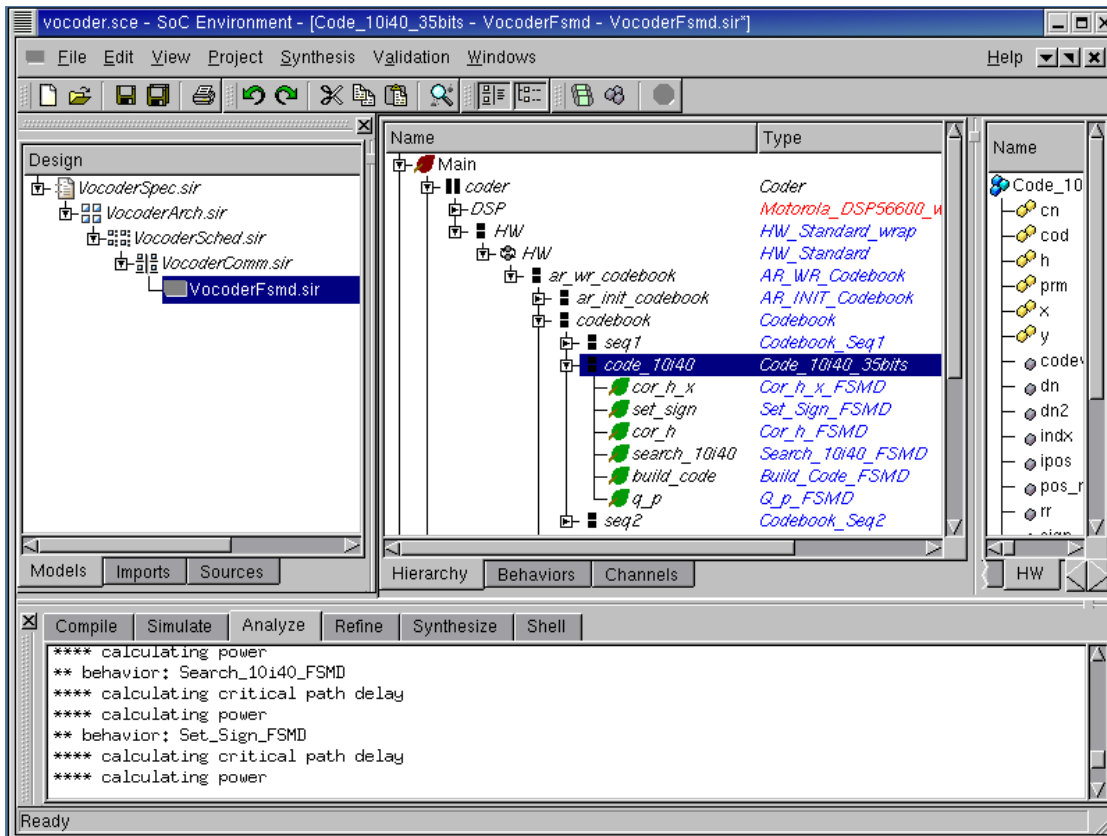 vocoder.sce - SoC Environment - [Code_10i40_35bits - VocoderFsmd - VocoderFsmd.sir*]
File Edit View Project Synthesis Validation Windows Help
Design
VocoderSpec.sir
VocoderArch.sir
VocoderSched.sir
VocoderComm.sir
VocoderFsmd.sir
Models Imports Sources
Name Type
Main
coder Coder
DSP Motorola_DSP56600_w
HW HW_Standard_wrap
HW HW_Standard
ar_wr_codebook AR_WR_Codebook
ar_init_codebook AR_INIT_Codebook
codebook Codebook
seq1 Codebook_Seq1
code_10i40 Code_10i40_35bits
cor_h_x Cor_h_x_FSMD
set_sign Set_Sign_FSMD
cor_h Cor_h_FSMD
search_10i40 Search_10i40_FSMD
build_code Build_Code_FSMD
q_p Q_p_FSMD
seq2 Codebook_Seq2
Hierarchy Behaviors Channels
Name
Code_10
cn
cod
h
prm
x
y
codev
dn
dn2
indx
ipos
pos_r
rr
HW
Compile Simulate Analyze Refine Synthesize Shell
**** calculating power
** behavior: Search_10i40_FSMD
**** calculating critical path delay
**** calculating power
** behavior: Set_Sign_FSMD
**** calculating critical path delay
**** calculating power
Ready